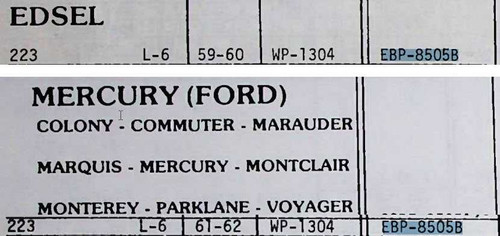 EDSEL
223 L-6 59-60 WP-1304 EBP-8505B
MERCURY (FORD)
COLONY - COMMUTER - MARAUDER
MARQUIS - MERCURY - MONTCLAIR
MONTEREY - PARKLANE - VOYAGER
223 L-6 61-62 WP-1304 EBP-8505B